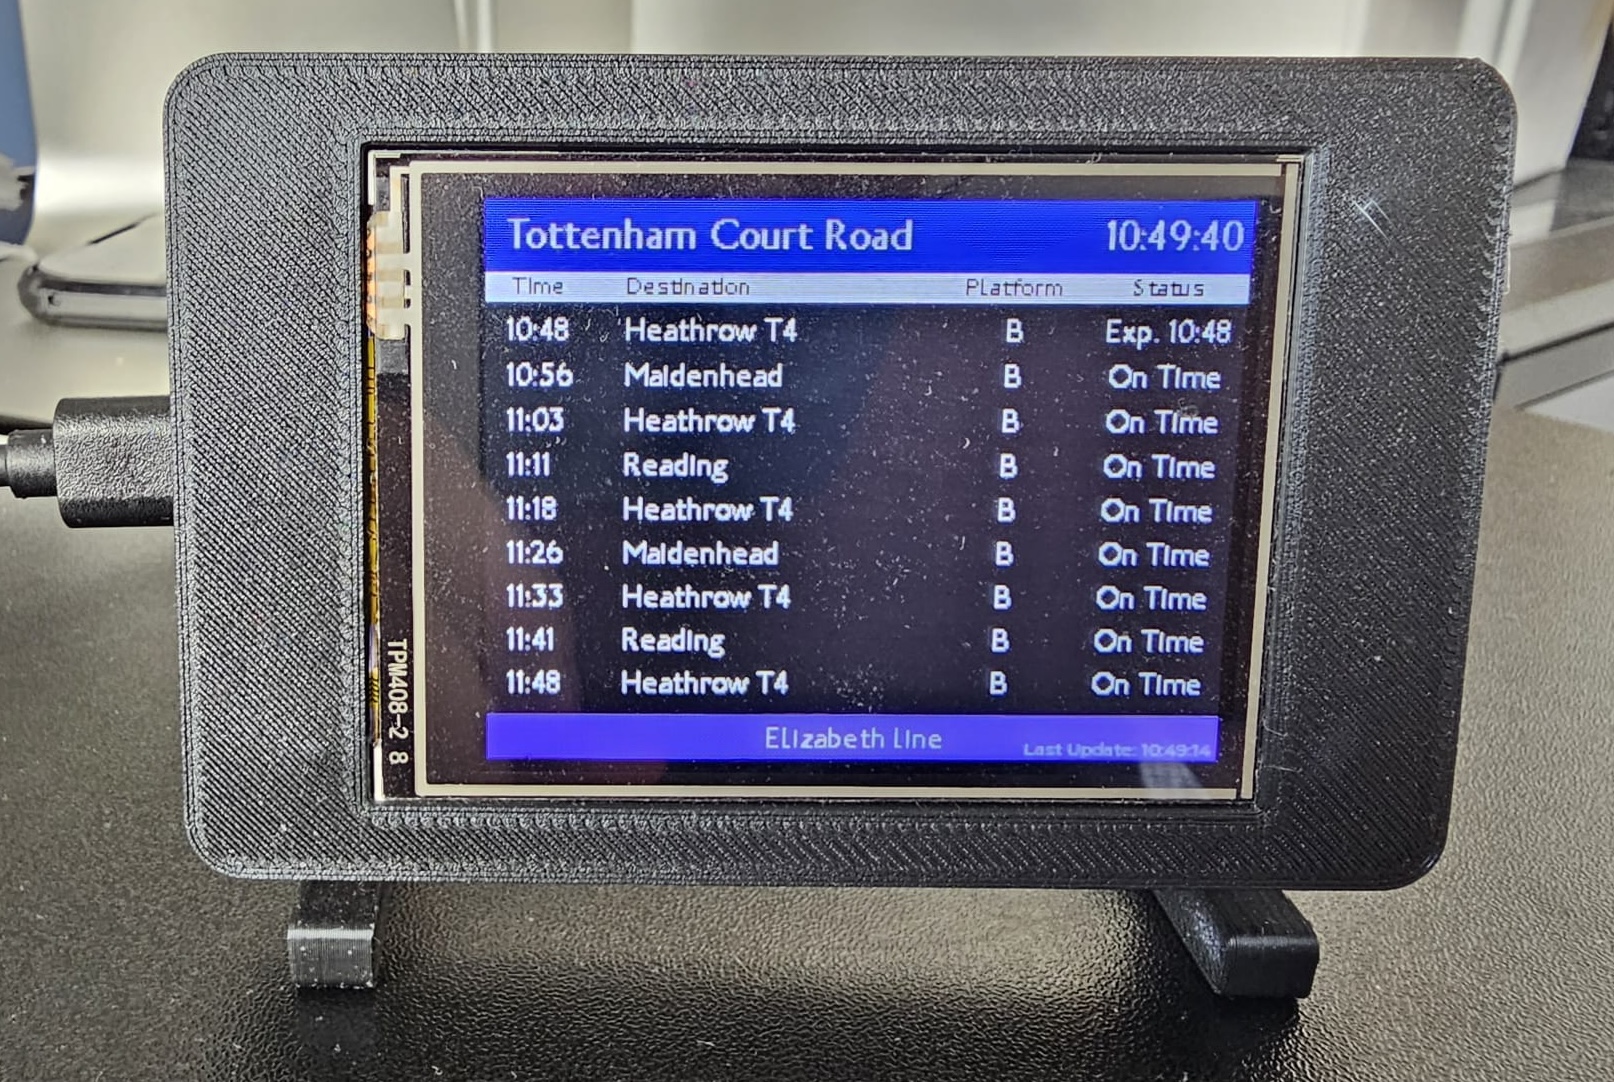 Tottenham Court Road 10:49:40
Time Destination Platform Status
10:48 Heathrow T4 B Exp. 10:48
10:56 Maidenhead B On Time
11:03 Heathrow T4 B On Time
11:11 Reading B On Time
11:18 Heathrow T4 B On Time
11:26 Maidenhead B On Time
11:33 Heathrow T4 B On Time
11:41 Reading B On Time
11:48 Heathrow T4 B On Time
Elizabeth Line Last Update: 10:49:14
TPM408-2 8